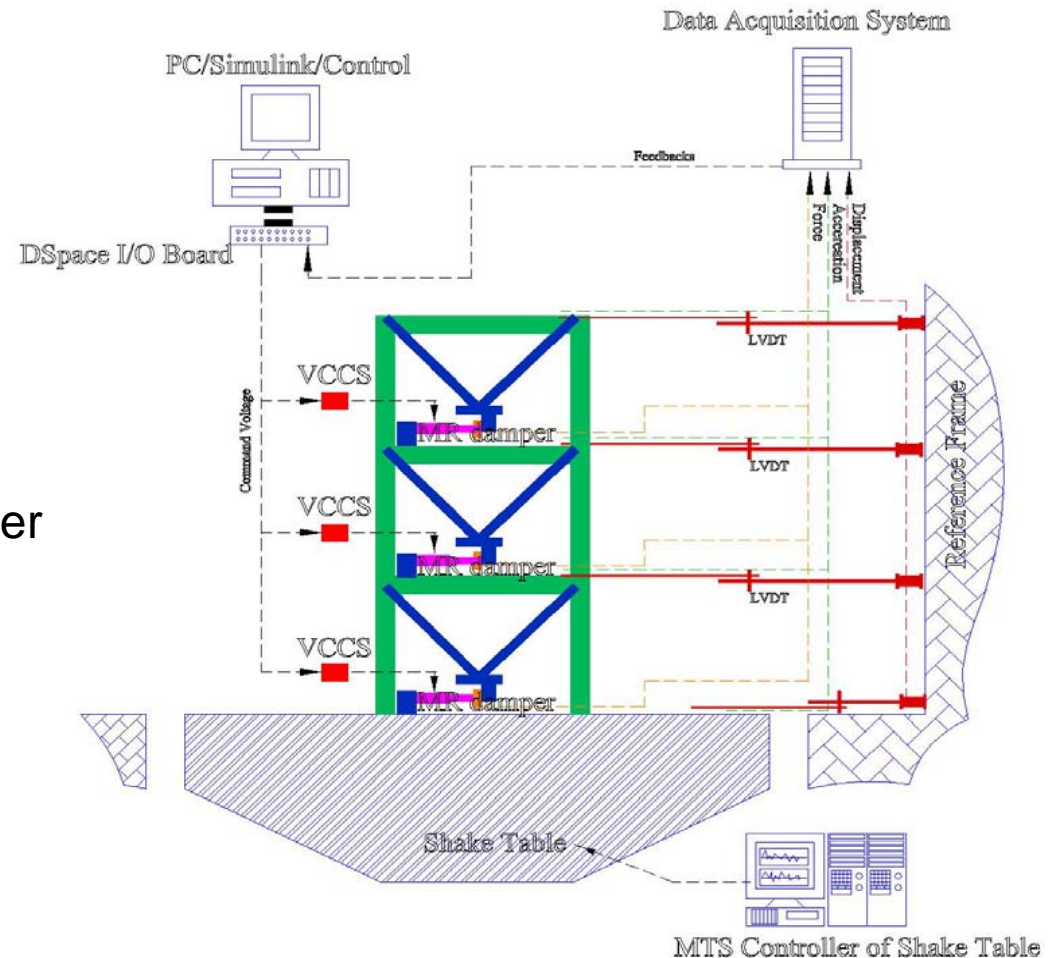 Data Acquisition System
PC/Simulink/Control
Feedbacks
Force
Accereation
Displacement
DSpace I/O Board
Command Voltage
VCCS
MR damper
LVDT
Reference Frame
VCCS
MR damper
LVDT
er
VCCS
MR damper
LVDT
Shake Table
MTS Controller of Shake Table